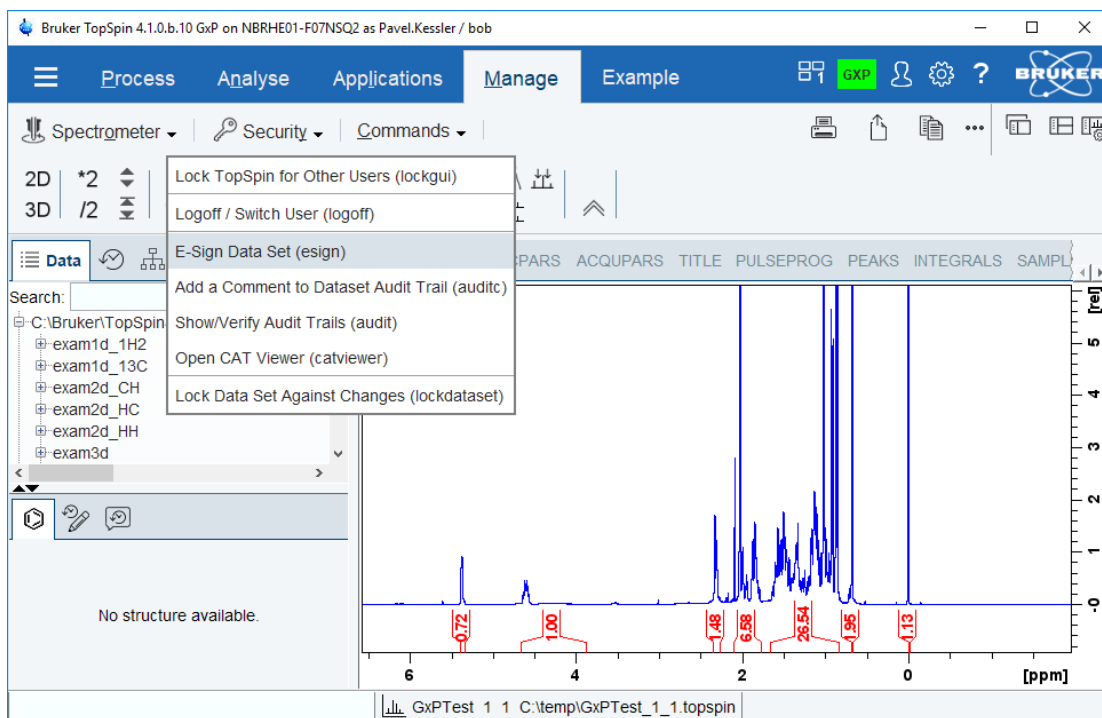 Bruker TopSpin 4.1.0.b.10 GxP on NBRHE01-F07NSQ2 as Pavel.Kessler / bob
Process Analyse Applications Manage Example GXP ? BRUKER
Spectrometer Security Commands
2D *2
3D /2
Lock TopSpin for Other Users (lockgui)
Logoff / Switch User (logoff)
E-Sign Data Set (esign)
Add a Comment to Dataset Audit Trail (auditc)
Show/Verify Audit Trails (audit)
Open CAT Viewer (catviewer)
Lock Data Set Against Changes (lockdataset)
Data PARS ACQUPARS TITLE PULSEPROG PEAKS INTEGRALS SAMPL
Search:
C:\Bruker\TopSpin
exam1d_1H2
exam1d_13C
exam2d_CH
exam2d_HC
exam2d_HH
exam3d
No structure available.
[rel]
5
4
3
2
1
0
0.72 1.00 1.48 6.58 26.54 1.95 1.13
6 4 2 0 [ppm]
GxPTest 1 1 C:\temp\GxPTest_1_1.topspin